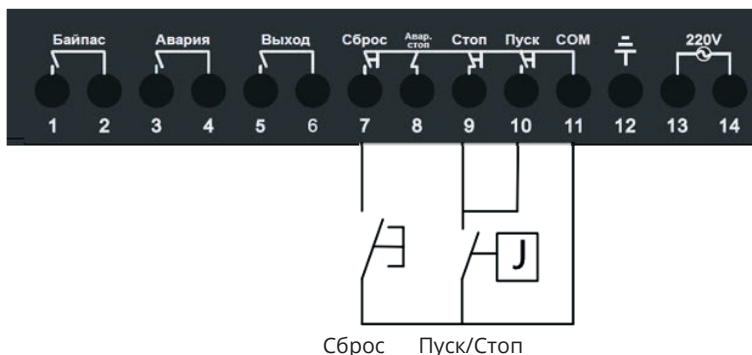 Байпас Авария Выход Сброс Авар. стоп Стоп Пуск COM 220V
1 2 3 4 5 6 7 8 9 10 11 12 13 14
J
Сброс Пуск/Стоп